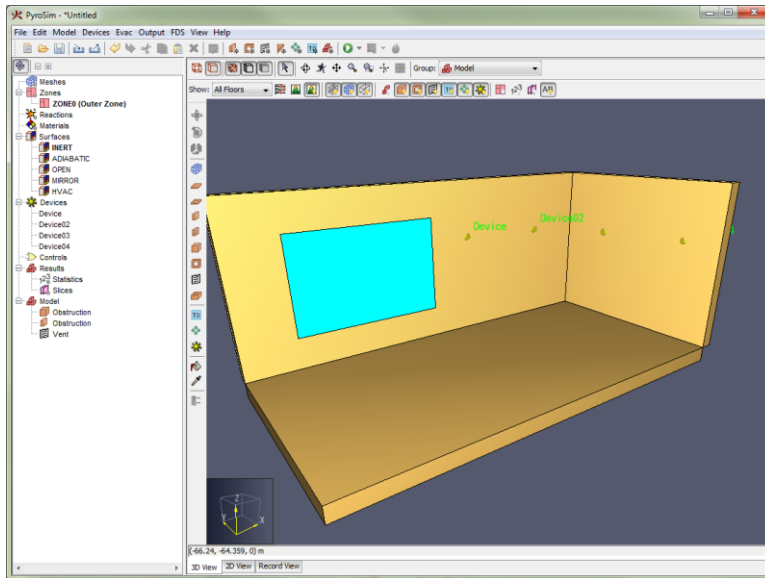 PyroSim - *Untitled
File Edit Model Devices Evac Output FDS View Help
Group: Model
Show: All Floors
Meshes
Zones
ZONE0 (Outer Zone)
Reactions
Materials
Surfaces
INERT
ADIABATIC
OPEN
MIRROR
HVAC
Devices
Device
Device02
Device03
Device04
Controls
Results
Statistics
Slices
Model
Obstruction
Obstruction
Vent
Device
Device02
Z
Y
X
(-66.24, -64.359, 0) m
3D View 2D View Record View